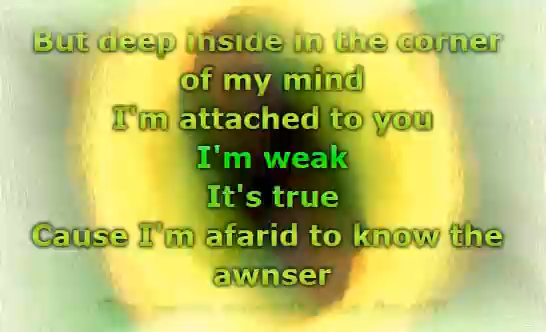 But deep inside in the corner
of my mind
I'm attached to you
I'm weak
It's true
Cause I'm afarid to know the
awnser